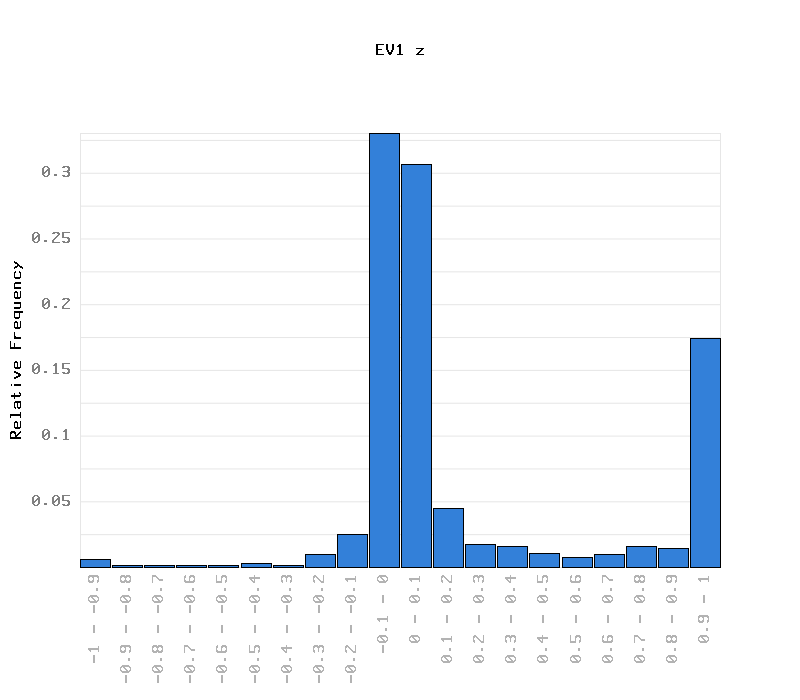 EV1 z
Relative Frequency
0.3
0.25
0.2
0.15
0.1
0.05
-1 - -0.9
-0.9 - -0.8
-0.8 - -0.7
-0.7 - -0.6
-0.6 - -0.5
-0.5 - -0.4
-0.4 - -0.3
-0.3 - -0.2
-0.2 - -0.1
-0.1 - 0
0 - 0.1
0.1 - 0.2
0.2 - 0.3
0.3 - 0.4
0.4 - 0.5
0.5 - 0.6
0.6 - 0.7
0.7 - 0.8
0.8 - 0.9
0.9 - 1